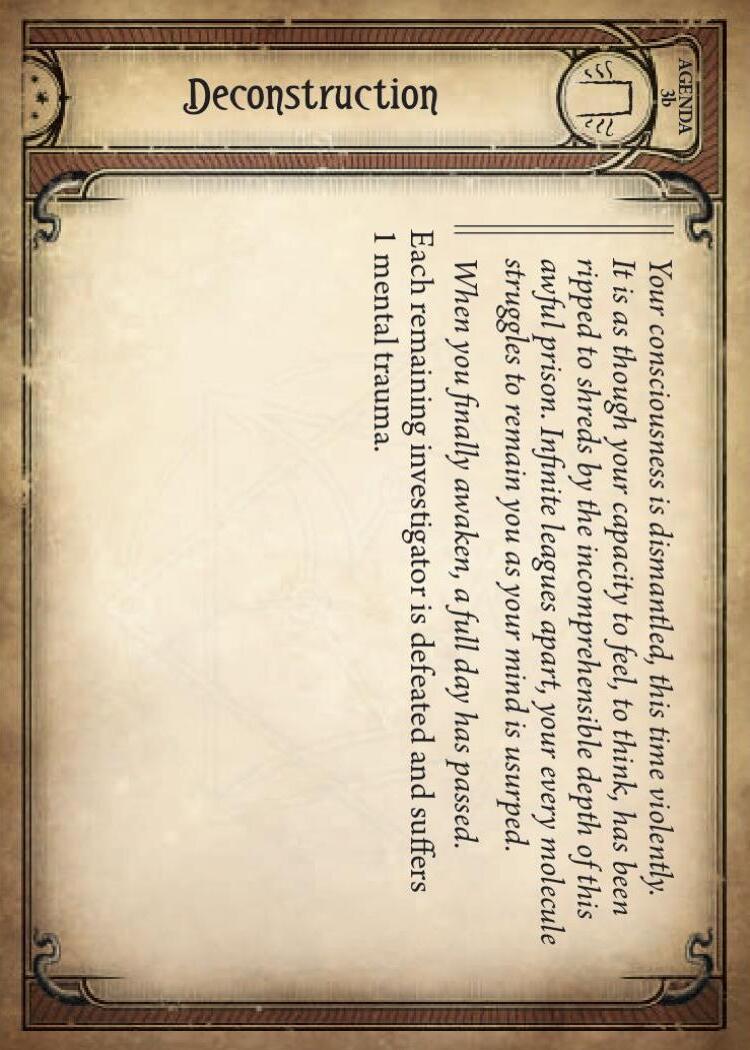 AGENDA
3b
Deconstruction
Your consciousness is dismantled, this time violently.
It is as though your capacity to feel, to think, has been
ripped to shreds by the incomprehensible depth of this
awful prison. Infinite leagues apart, your every molecule
struggles to remain you as your mind is usurped.
When you finally awaken, a full day has passed.
Each remaining investigator is defeated and suffers
1 mental trauma.